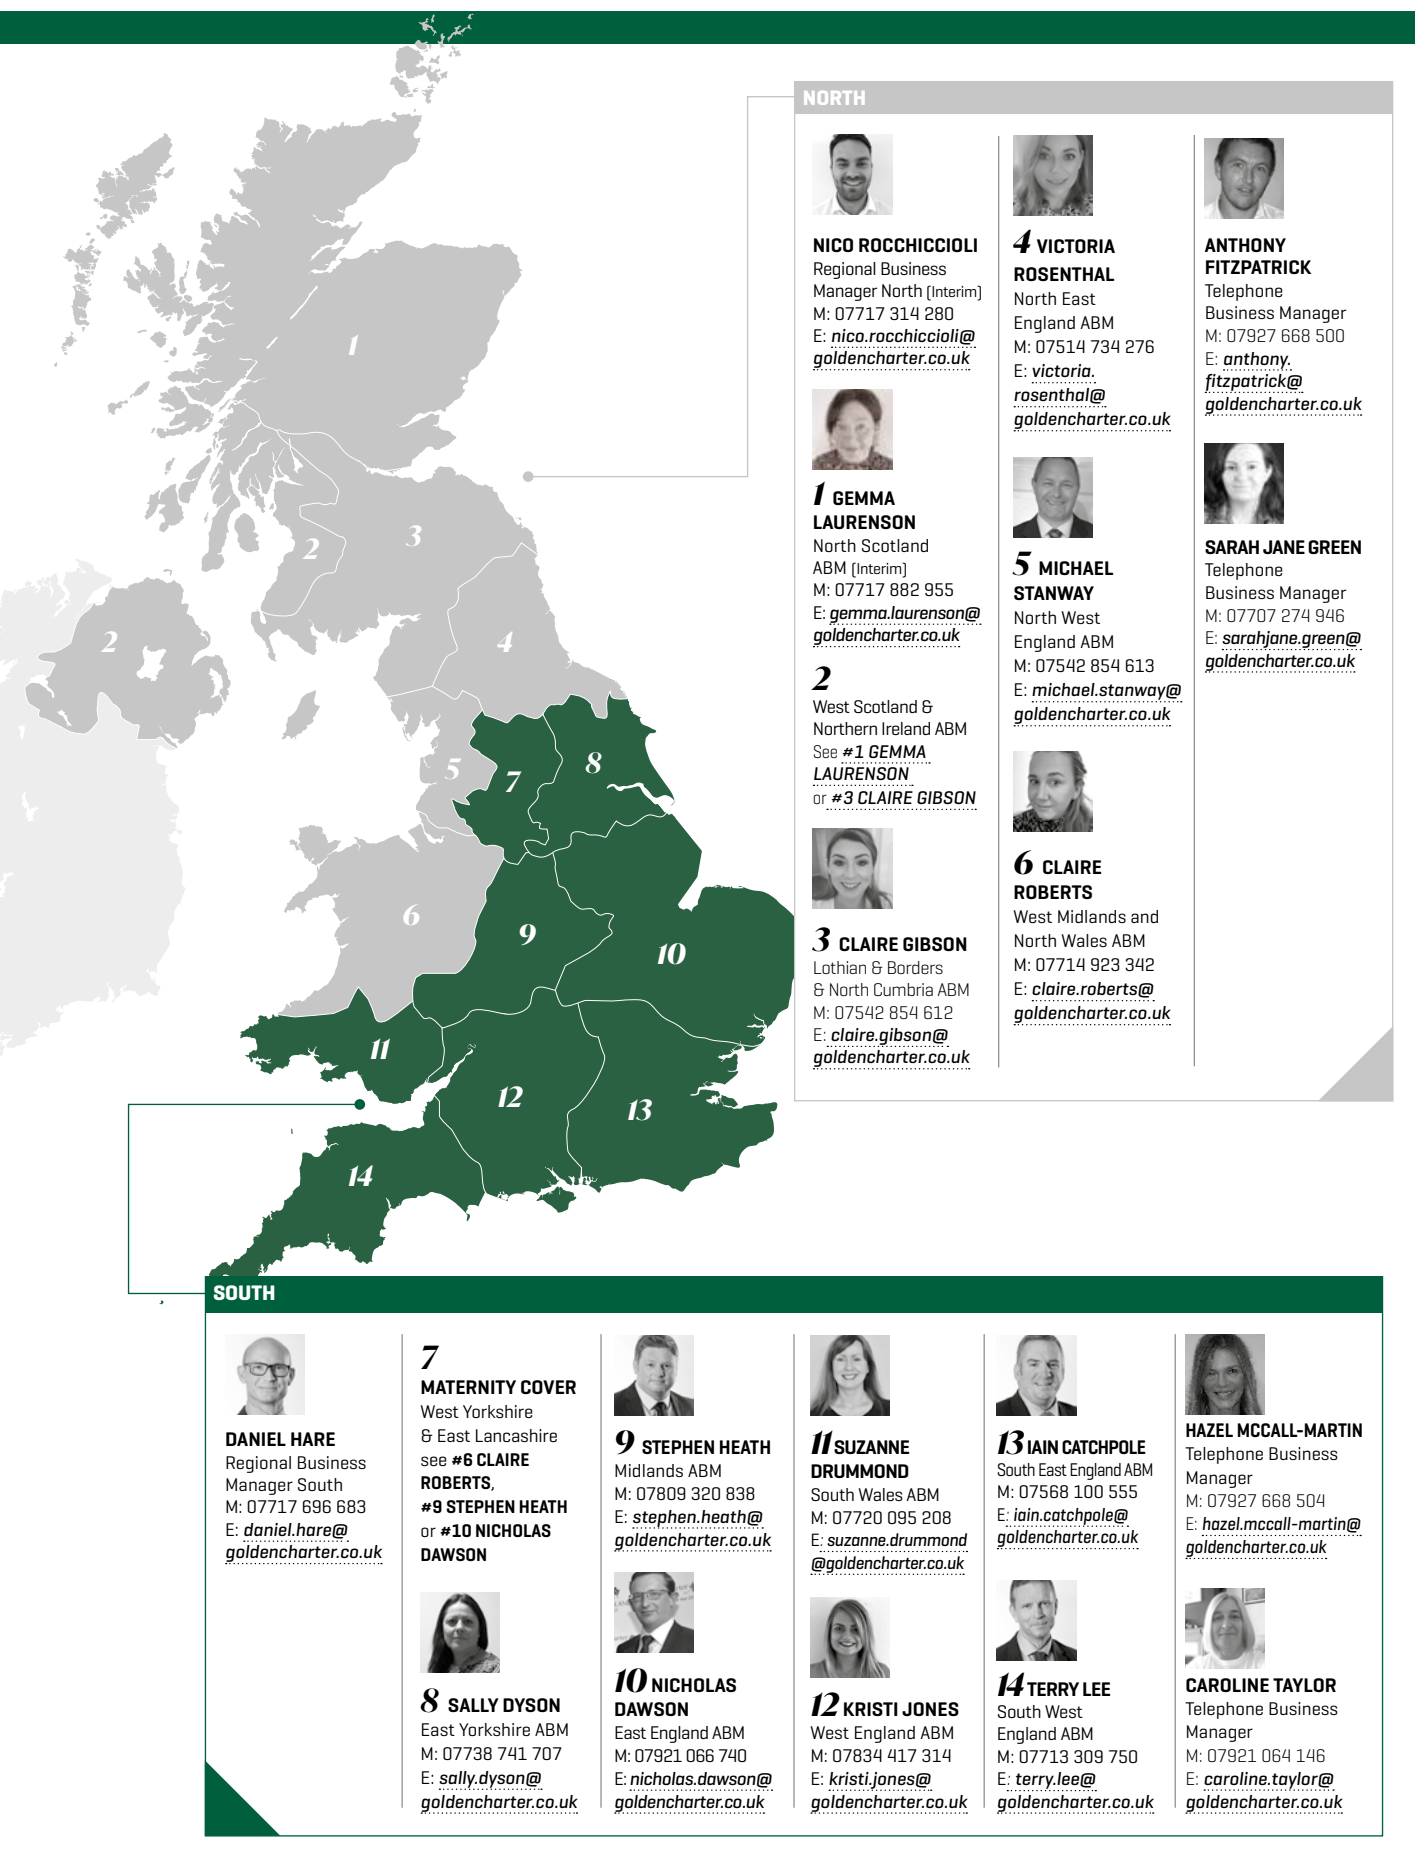 NORTH
NICO ROCCHICCIOLI
Regional Business
Manager North (Interim)
M: 07717 314 280
E: nico.rocchiccioli@
goldencharter.co.uk
1 GEMMA
LAURENSON
North Scotland
ABM (Interim)
M: 07717 882 955
E: gemma.laurenson@
goldencharter.co.uk
2
West Scotland &
Northern Ireland ABM
See #1 GEMMA
LAURENSON
or #3 CLAIRE GIBSON
3 CLAIRE GIBSON
Lothian & Borders
& North Cumbria ABM
M: 07542 854 612
E: claire.gibson@
goldencharter.co.uk
4 VICTORIA
ROSENTHAL
North East
England ABM
M: 07514 734 276
E: victoria.
rosenthal@
goldencharter.co.uk
5 MICHAEL
STANWAY
North West
England ABM
M: 07542 854 613
E: michael.stanway@
goldencharter.co.uk
6 CLAIRE
ROBERTS
West Midlands and
North Wales ABM
M: 07714 923 342
E: claire.roberts@
goldencharter.co.uk
ANTHONY
FITZPATRICK
Telephone
Business Manager
M: 07927 668 500
E: anthony.
fitzpatrick@
goldencharter.co.uk
SARAH JANE GREEN
Telephone
Business Manager
M: 07707 274 946
E: sarahjane.green@
goldencharter.co.uk
1
2
3
2
4
5
7
8
6
9
10
11
12
13
14
SOUTH
DANIEL HARE
Regional Business
Manager South
M: 07717 696 683
E: daniel.hare@
goldencharter.co.uk
7
MATERNITY COVER
West Yorkshire
& East Lancashire
see #6 CLAIRE
ROBERTS,
#9 STEPHEN HEATH
or #10 NICHOLAS
DAWSON
8 SALLY DYSON
East Yorkshire ABM
M: 07738 741 707
E: sally.dyson@
goldencharter.co.uk
9 STEPHEN HEATH
Midlands ABM
M: 07809 320 838
E: stephen.heath@
goldencharter.co.uk
10 NICHOLAS
DAWSON
East England ABM
M: 07921 066 740
E: nicholas.dawson@
goldencharter.co.uk
11 SUZANNE
DRUMMOND
South Wales ABM
M: 07720 095 208
E: suzanne.drummond
@goldencharter.co.uk
12 KRISTI JONES
West England ABM
M: 07834 417 314
E: kristi.jones@
goldencharter.co.uk
13 IAIN CATCHPOLE
South East England ABM
M: 07568 100 555
E: iain.catchpole@
goldencharter.co.uk
14 TERRY LEE
South West
England ABM
M: 07713 309 750
E: terry.lee@
goldencharter.co.uk
HAZEL MCCALL-MARTIN
Telephone Business
Manager
M: 07927 668 504
E: hazel.mccall-martin@
goldencharter.co.uk
CAROLINE TAYLOR
Telephone Business
Manager
M: 07921 064 146
E: caroline.taylor@
goldencharter.co.uk